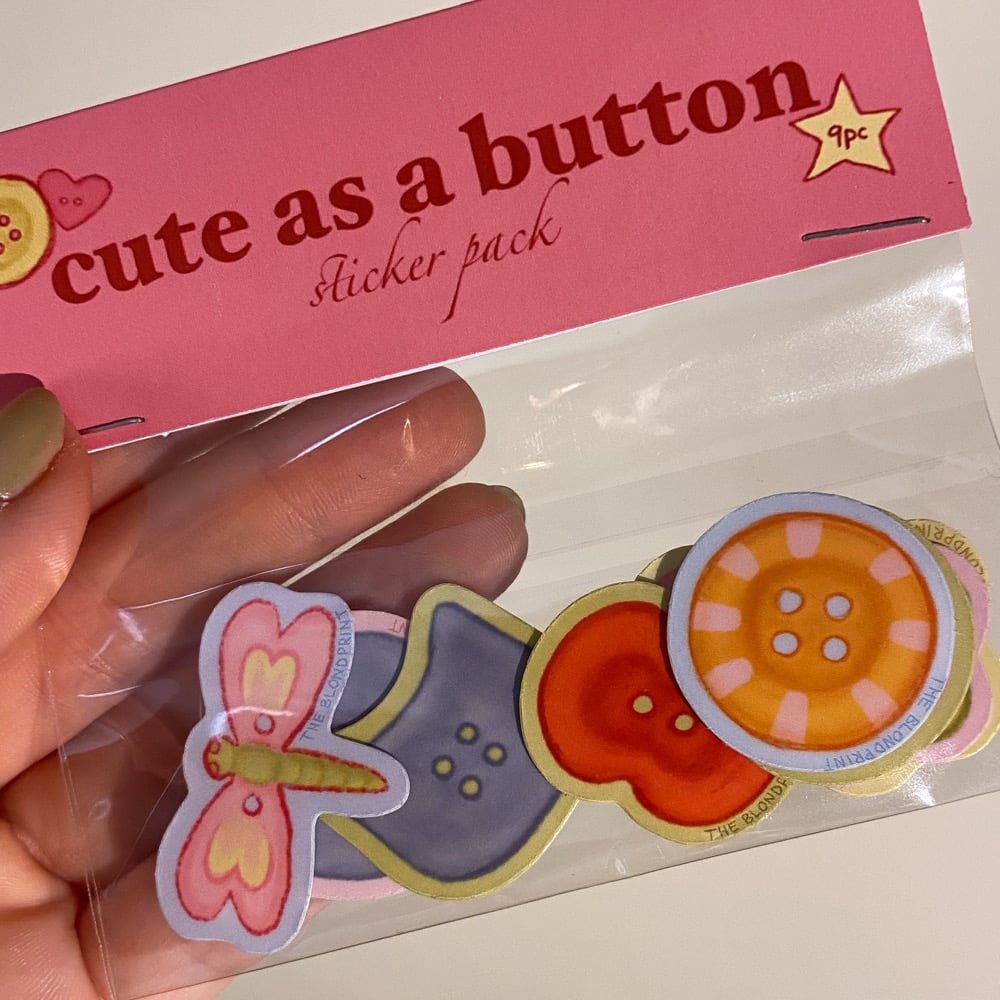 cute as a button
9pc
sticker pack
THE BLONDPRINT
THE BLONDPRINT